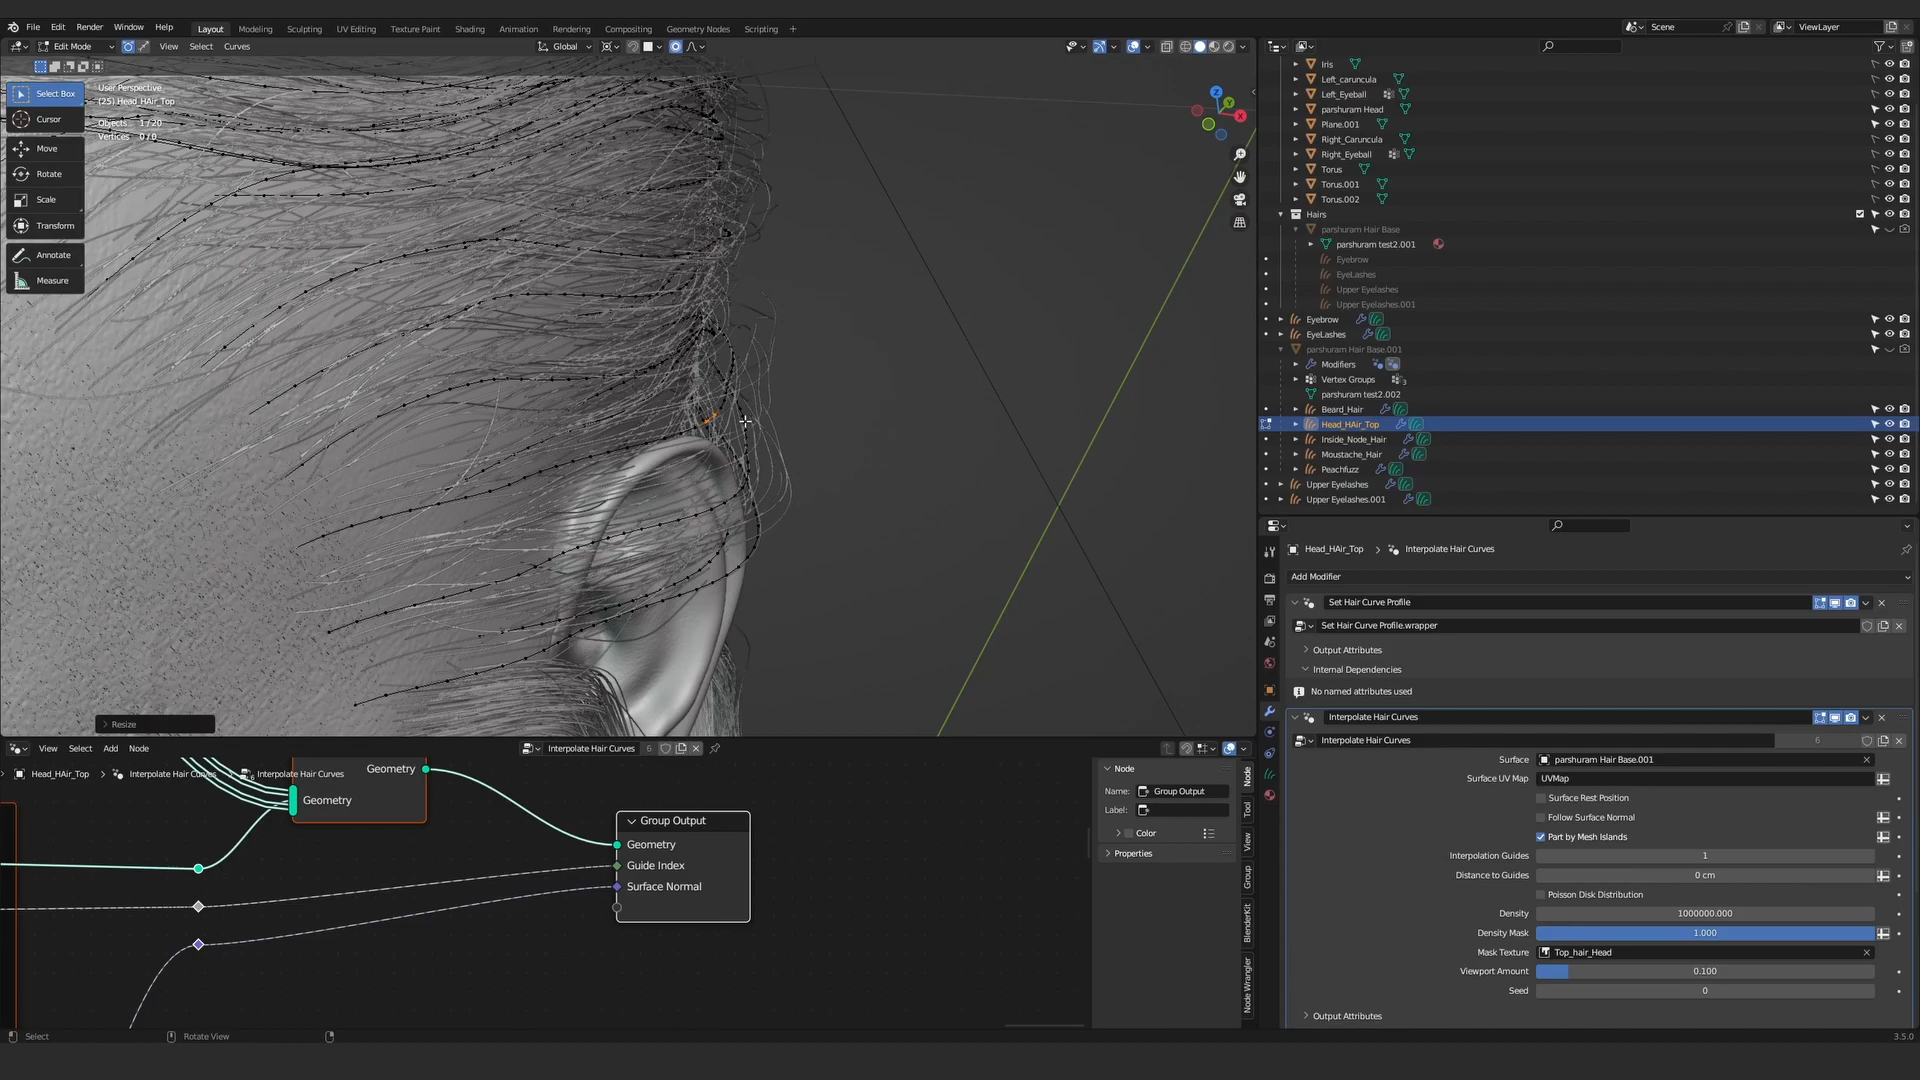 File Edit Render Window Help Layout Modeling Sculpting UV Editing Texture Paint Shading Animation Rendering Compositing Geometry Nodes Scripting + Scene ViewLayer
Edit Mode View Select Curves Global
Select Box
Cursor
Move
Rotate
Scale
Transform
Annotate
Measure
User Perspective
(25) Head_HAir_Top
Objects 1/20
Vertices 0/0
Z
Y
X
Resize
Iris
Left_caruncula
Left_Eyeball
parshuram Head
Plane.001
Right_Caruncula
Right_Eyeball
Torus
Torus.001
Torus.002
Hairs
parshuram Hair Base
parshuram test2.001
Eyebrow
EyeLashes
Upper Eyelashes
Upper Eyelashes.001
Eyebrow
EyeLashes
parshuram Hair Base.001
Modifiers
Vertex Groups 3
parshuram test2.002
Beard_Hair
Head_HAir_Top
Inside_Node_Hair
Moustache_Hair
Peachfuzz
Upper Eyelashes
Upper Eyelashes.001
Head_HAir_Top > Interpolate Hair Curves
Add Modifier
Set Hair Curve Profile
Set Hair Curve Profile.wrapper
Output Attributes
Internal Dependencies
No named attributes used
Interpolate Hair Curves
Interpolate Hair Curves 6
Surface parshuram Hair Base.001
Surface UV Map UVMap
Surface Rest Position
Follow Surface Normal
Part by Mesh Islands
Interpolation Guides 1
Distance to Guides 0 cm
Poisson Disk Distribution
Density 1000000.000
Density Mask 1.000
Mask Texture Top_hair_Head
Viewport Amount 0.100
Seed 0
Output Attributes
View Select Add Node Interpolate Hair Curves 6
Head_HAir_Top > Interpolate Hair Curves > Interpolate Hair Curves
Geometry
Geometry
Group Output
Geometry
Guide Index
Surface Normal
Node
Name: Group Output
Label:
Color
Properties
Node
Tool
View
Group
BlenderKit
Node Wrangler
Select Rotate View 3.5.0